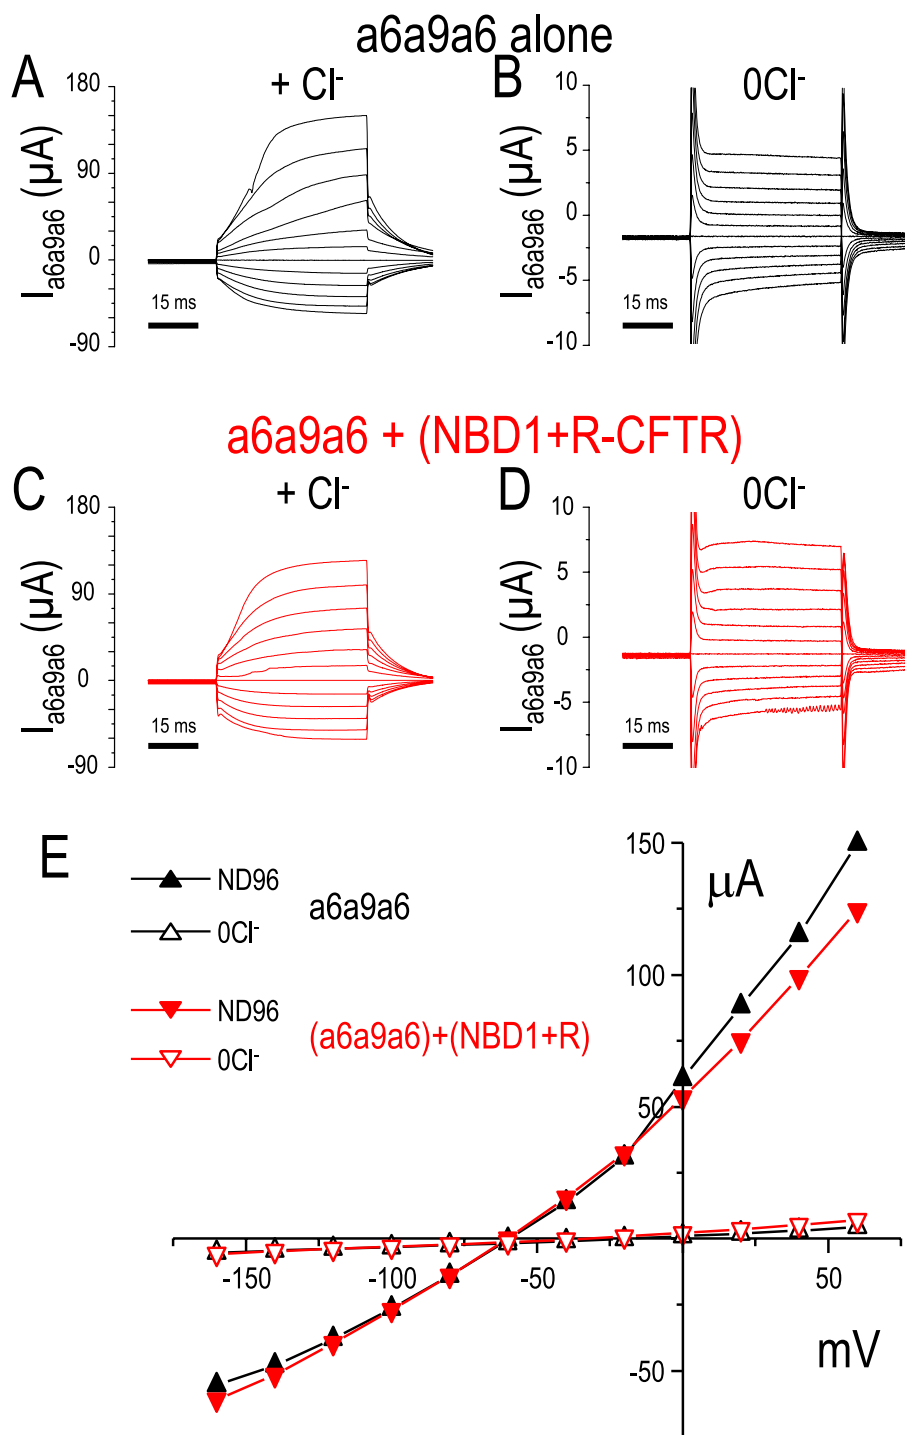 a6a9a6 alone
A
+ Cl⁻
B
0Cl⁻
180
90
0
-90
I a6a9a6 (µA)
15 ms
10
5
0
-5
-10
I a6a9a6 (µA)
15 ms
a6a9a6 + (NBD1+R-CFTR)
C
+ Cl⁻
D
0Cl⁻
180
90
0
-90
I a6a9a6 (µA)
15 ms
10
5
0
-5
-10
I a6a9a6 (µA)
15 ms
E
ND96
0Cl⁻
a6a9a6
ND96
0Cl⁻
(a6a9a6)+(NBD1+R)
µA
150
100
50
-50
-150
-100
-50
50
mV